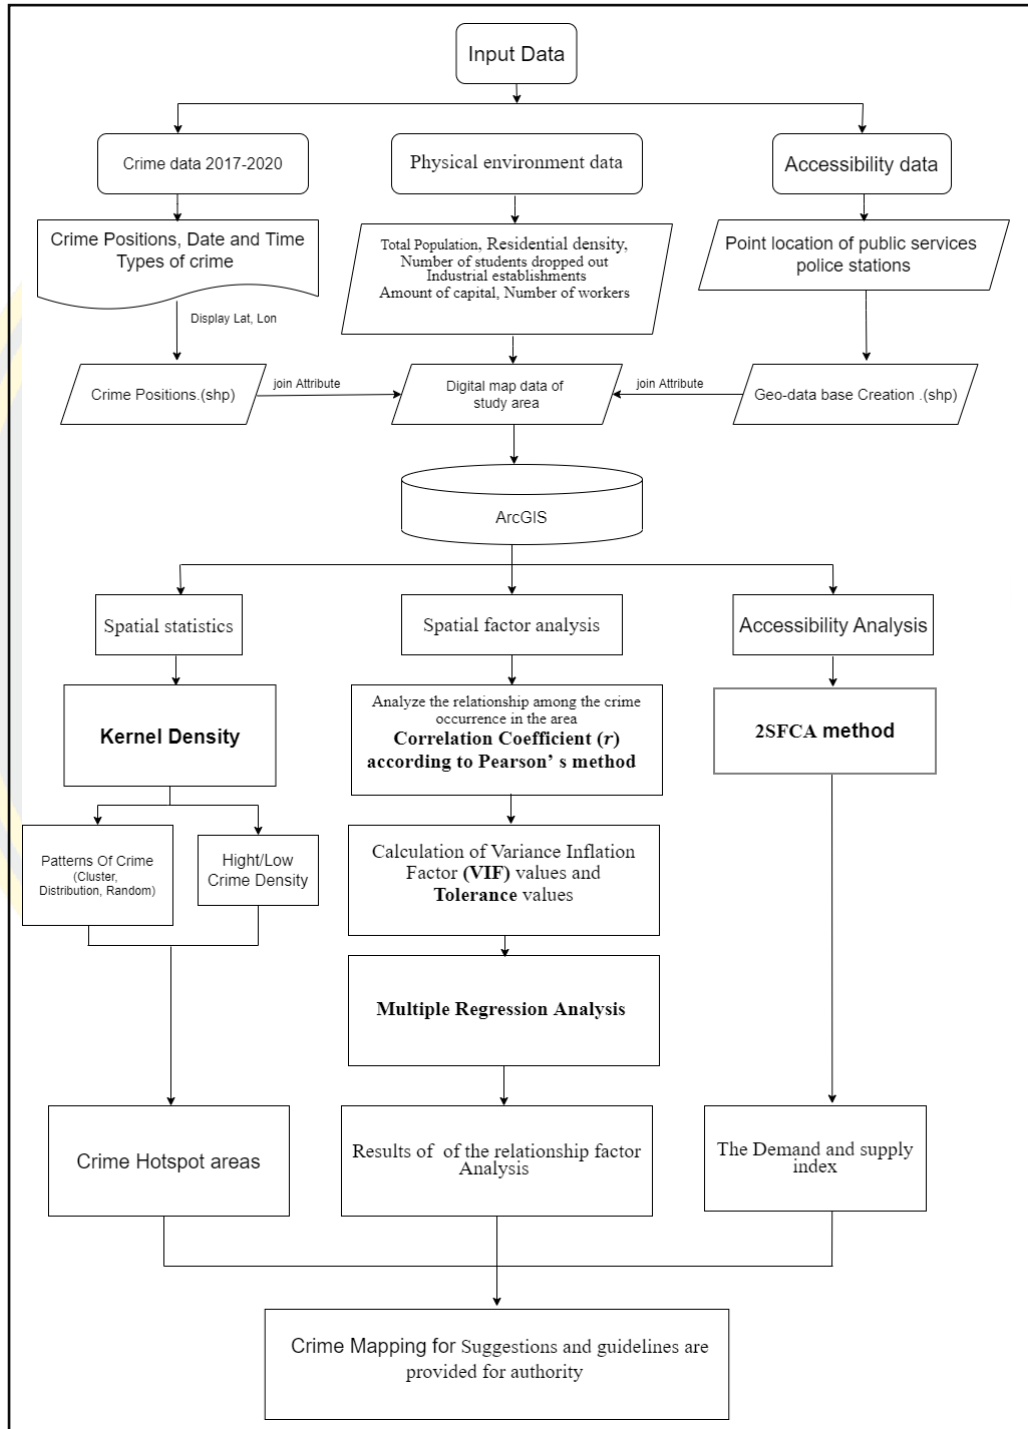 Input Data
Crime data 2017-2020
Physical environment data
Accessibility data
Crime Positions, Date and Time
Types of crime
Total Population, Residential density,
Number of students dropped out
Industrial establishments
Amount of capital, Number of workers
Point location of public services
police stations
Display Lat, Lon
Crime Positions.(shp)
join Attribute
Digital map data of
study area
join Attribute
Geo-data base Creation .(shp)
ArcGIS
Spatial statistics
Spatial factor analysis
Accessibility Analysis
Kernel Density
Analyze the relationship among the crime
occurrence in the area
Correlation Coefficient (r)
according to Pearson’ s method
2SFCA method
Patterns Of Crime
(Cluster,
Distribution, Random)
Hight/Low
Crime Density
Calculation of Variance Inflation
Factor (VIF) values and
Tolerance values
Multiple Regression Analysis
Crime Hotspot areas
Results of of the relationship factor
Analysis
The Demand and supply
index
Crime Mapping for Suggestions and guidelines are
provided for authority